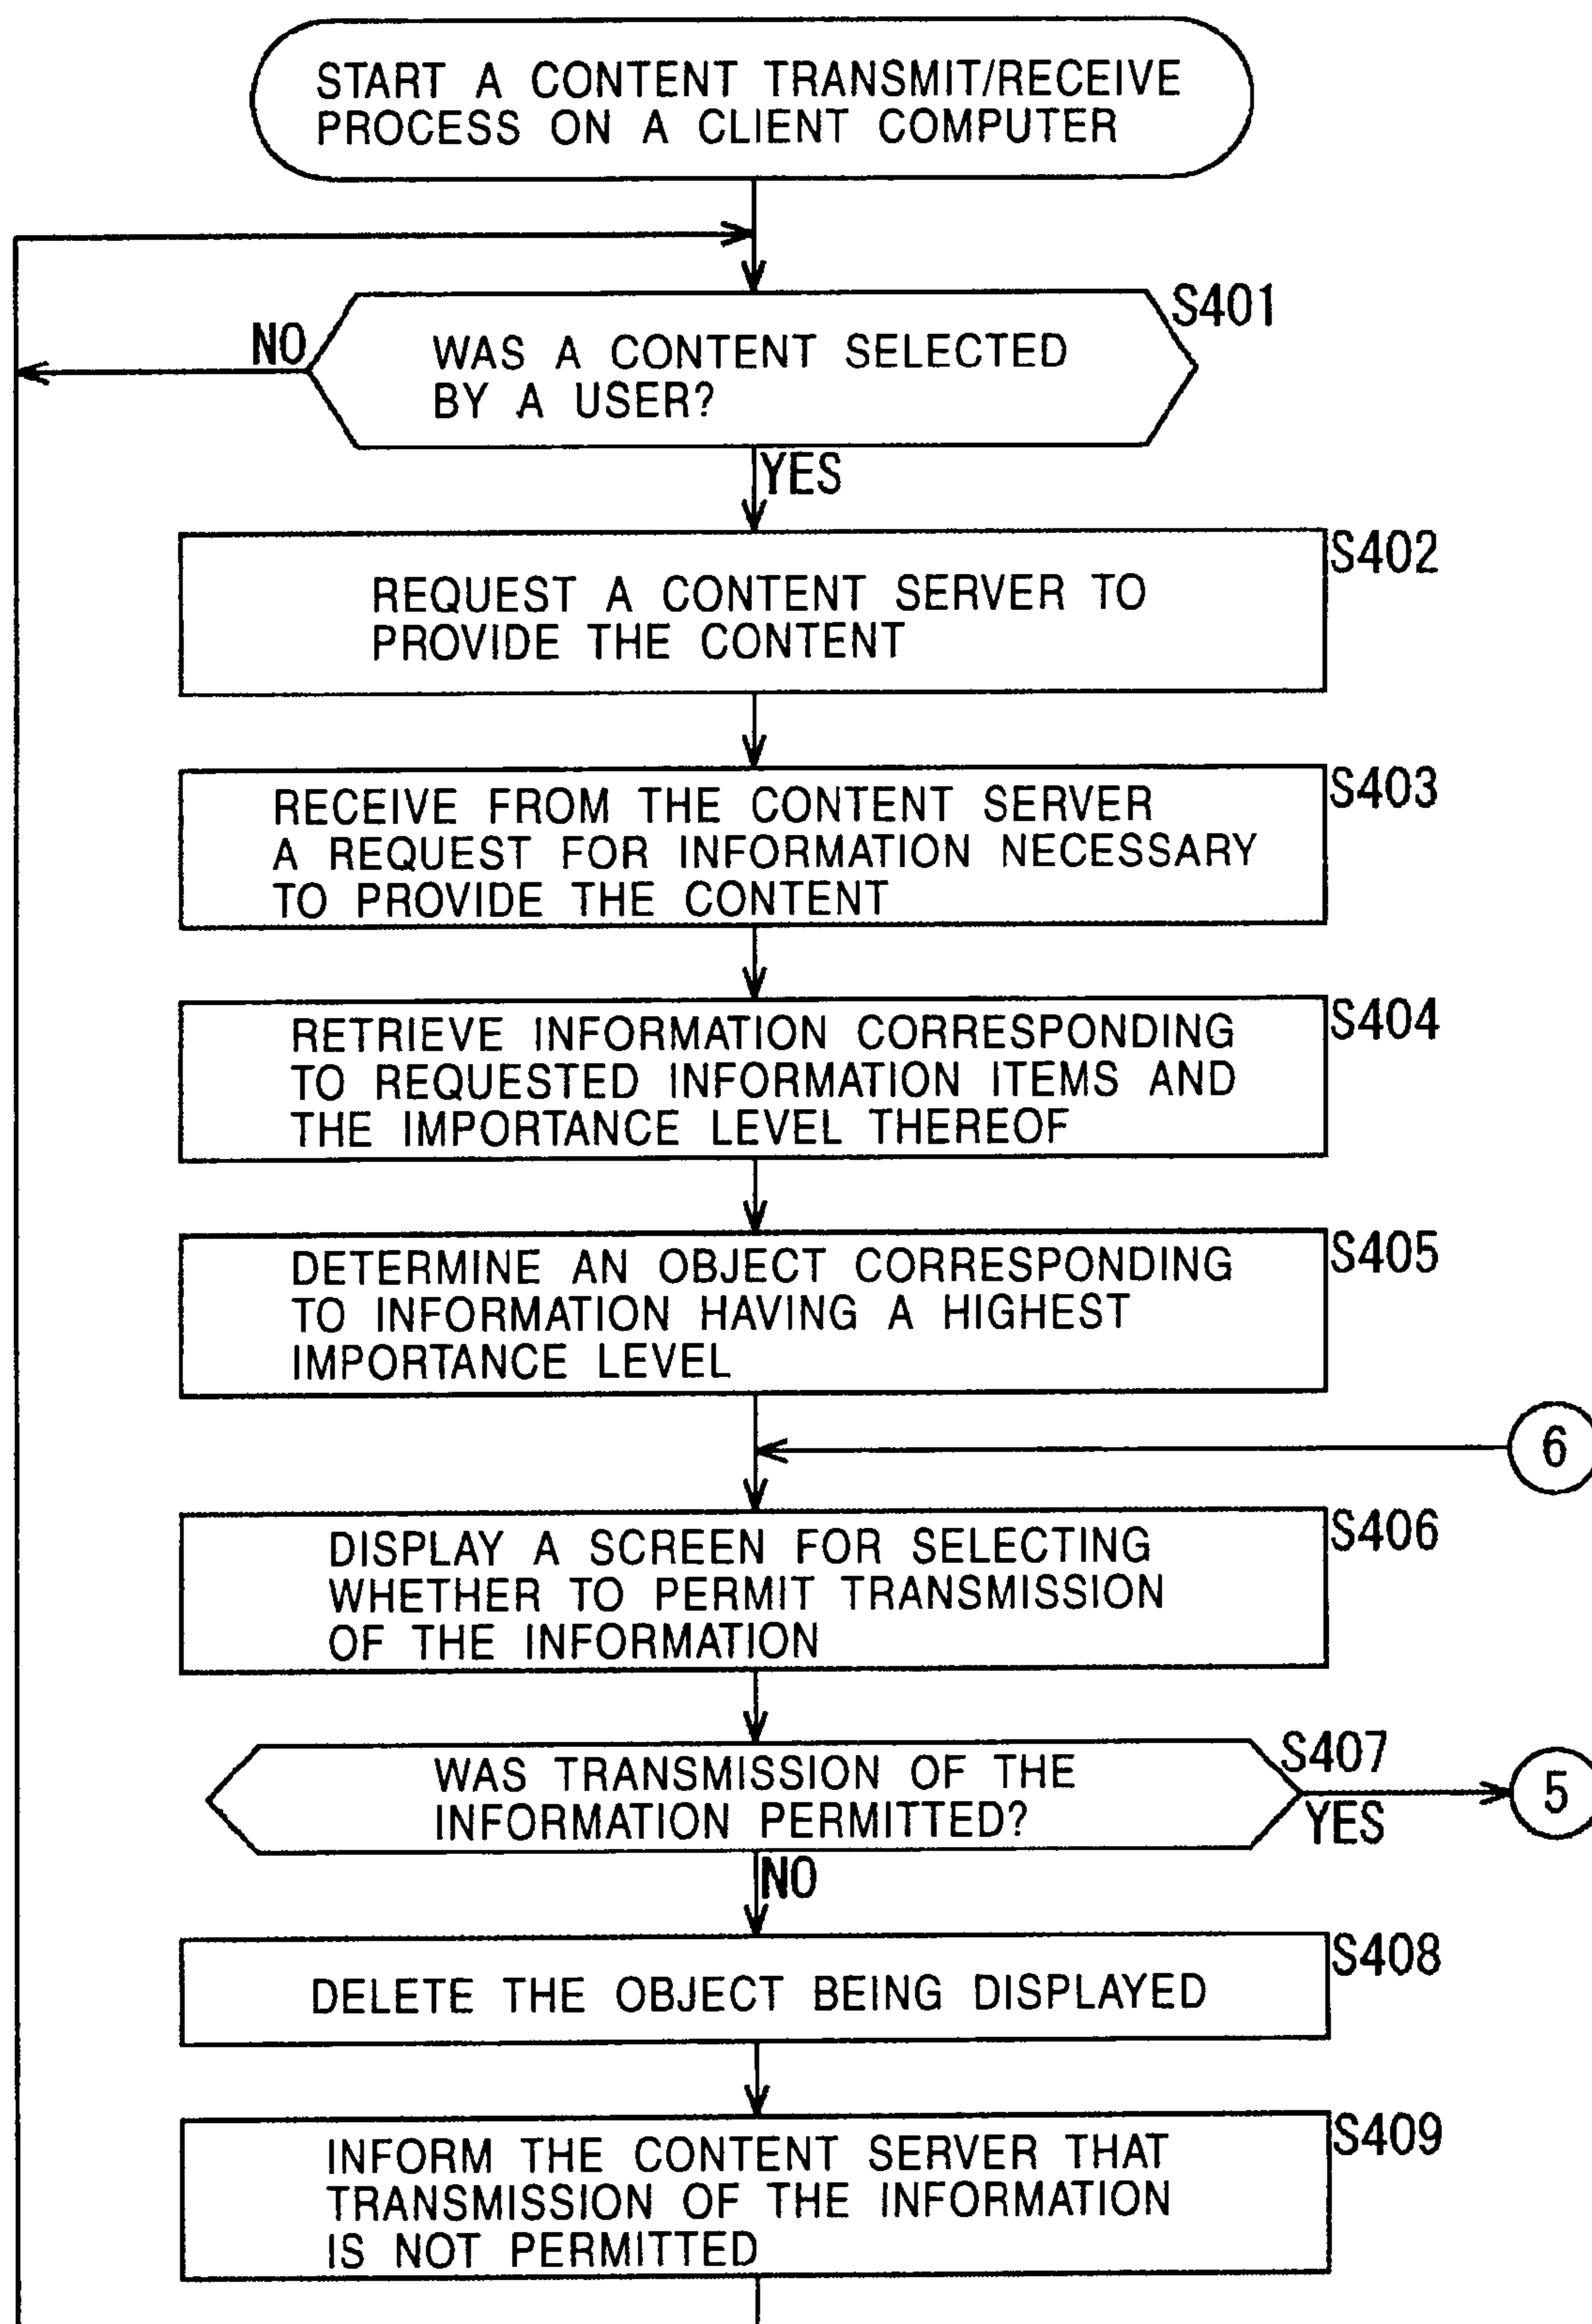 START A CONTENT TRANSMIT/RECEIVE
PROCESS ON A CLIENT COMPUTER
S401
NO
WAS A CONTENT SELECTED
BY A USER?
YES
S402
REQUEST A CONTENT SERVER TO
PROVIDE THE CONTENT
S403
RECEIVE FROM THE CONTENT SERVER
A REQUEST FOR INFORMATION NECESSARY
TO PROVIDE THE CONTENT
S404
RETRIEVE INFORMATION CORRESPONDING
TO REQUESTED INFORMATION ITEMS AND
THE IMPORTANCE LEVEL THEREOF
S405
DETERMINE AN OBJECT CORRESPONDING
TO INFORMATION HAVING A HIGHEST
IMPORTANCE LEVEL
6
S406
DISPLAY A SCREEN FOR SELECTING
WHETHER TO PERMIT TRANSMISSION
OF THE INFORMATION
S407
WAS TRANSMISSION OF THE
INFORMATION PERMITTED?
YES
5
NO
S408
DELETE THE OBJECT BEING DISPLAYED
S409
INFORM THE CONTENT SERVER THAT
TRANSMISSION OF THE INFORMATION
IS NOT PERMITTED